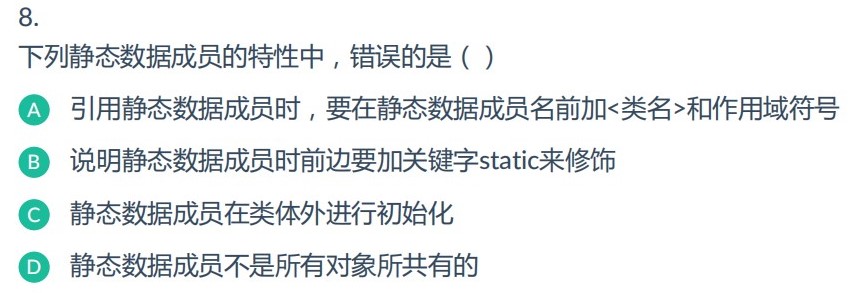 8.
下列静态数据成员的特性中，错误的是（ ）
A 引用静态数据成员时，要在静态数据成员名前加<类名>和作用域符号
B 说明静态数据成员时前边要加关键字static来修饰
C 静态数据成员在类体外进行初始化
D 静态数据成员不是所有对象所共有的